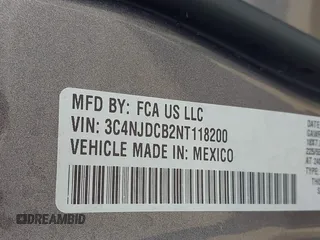 MFD BY: FCA US LLC
VIN: 3C4NJDCB2NT118200
VEHICLE MADE IN: MEXICO
DREAMBID